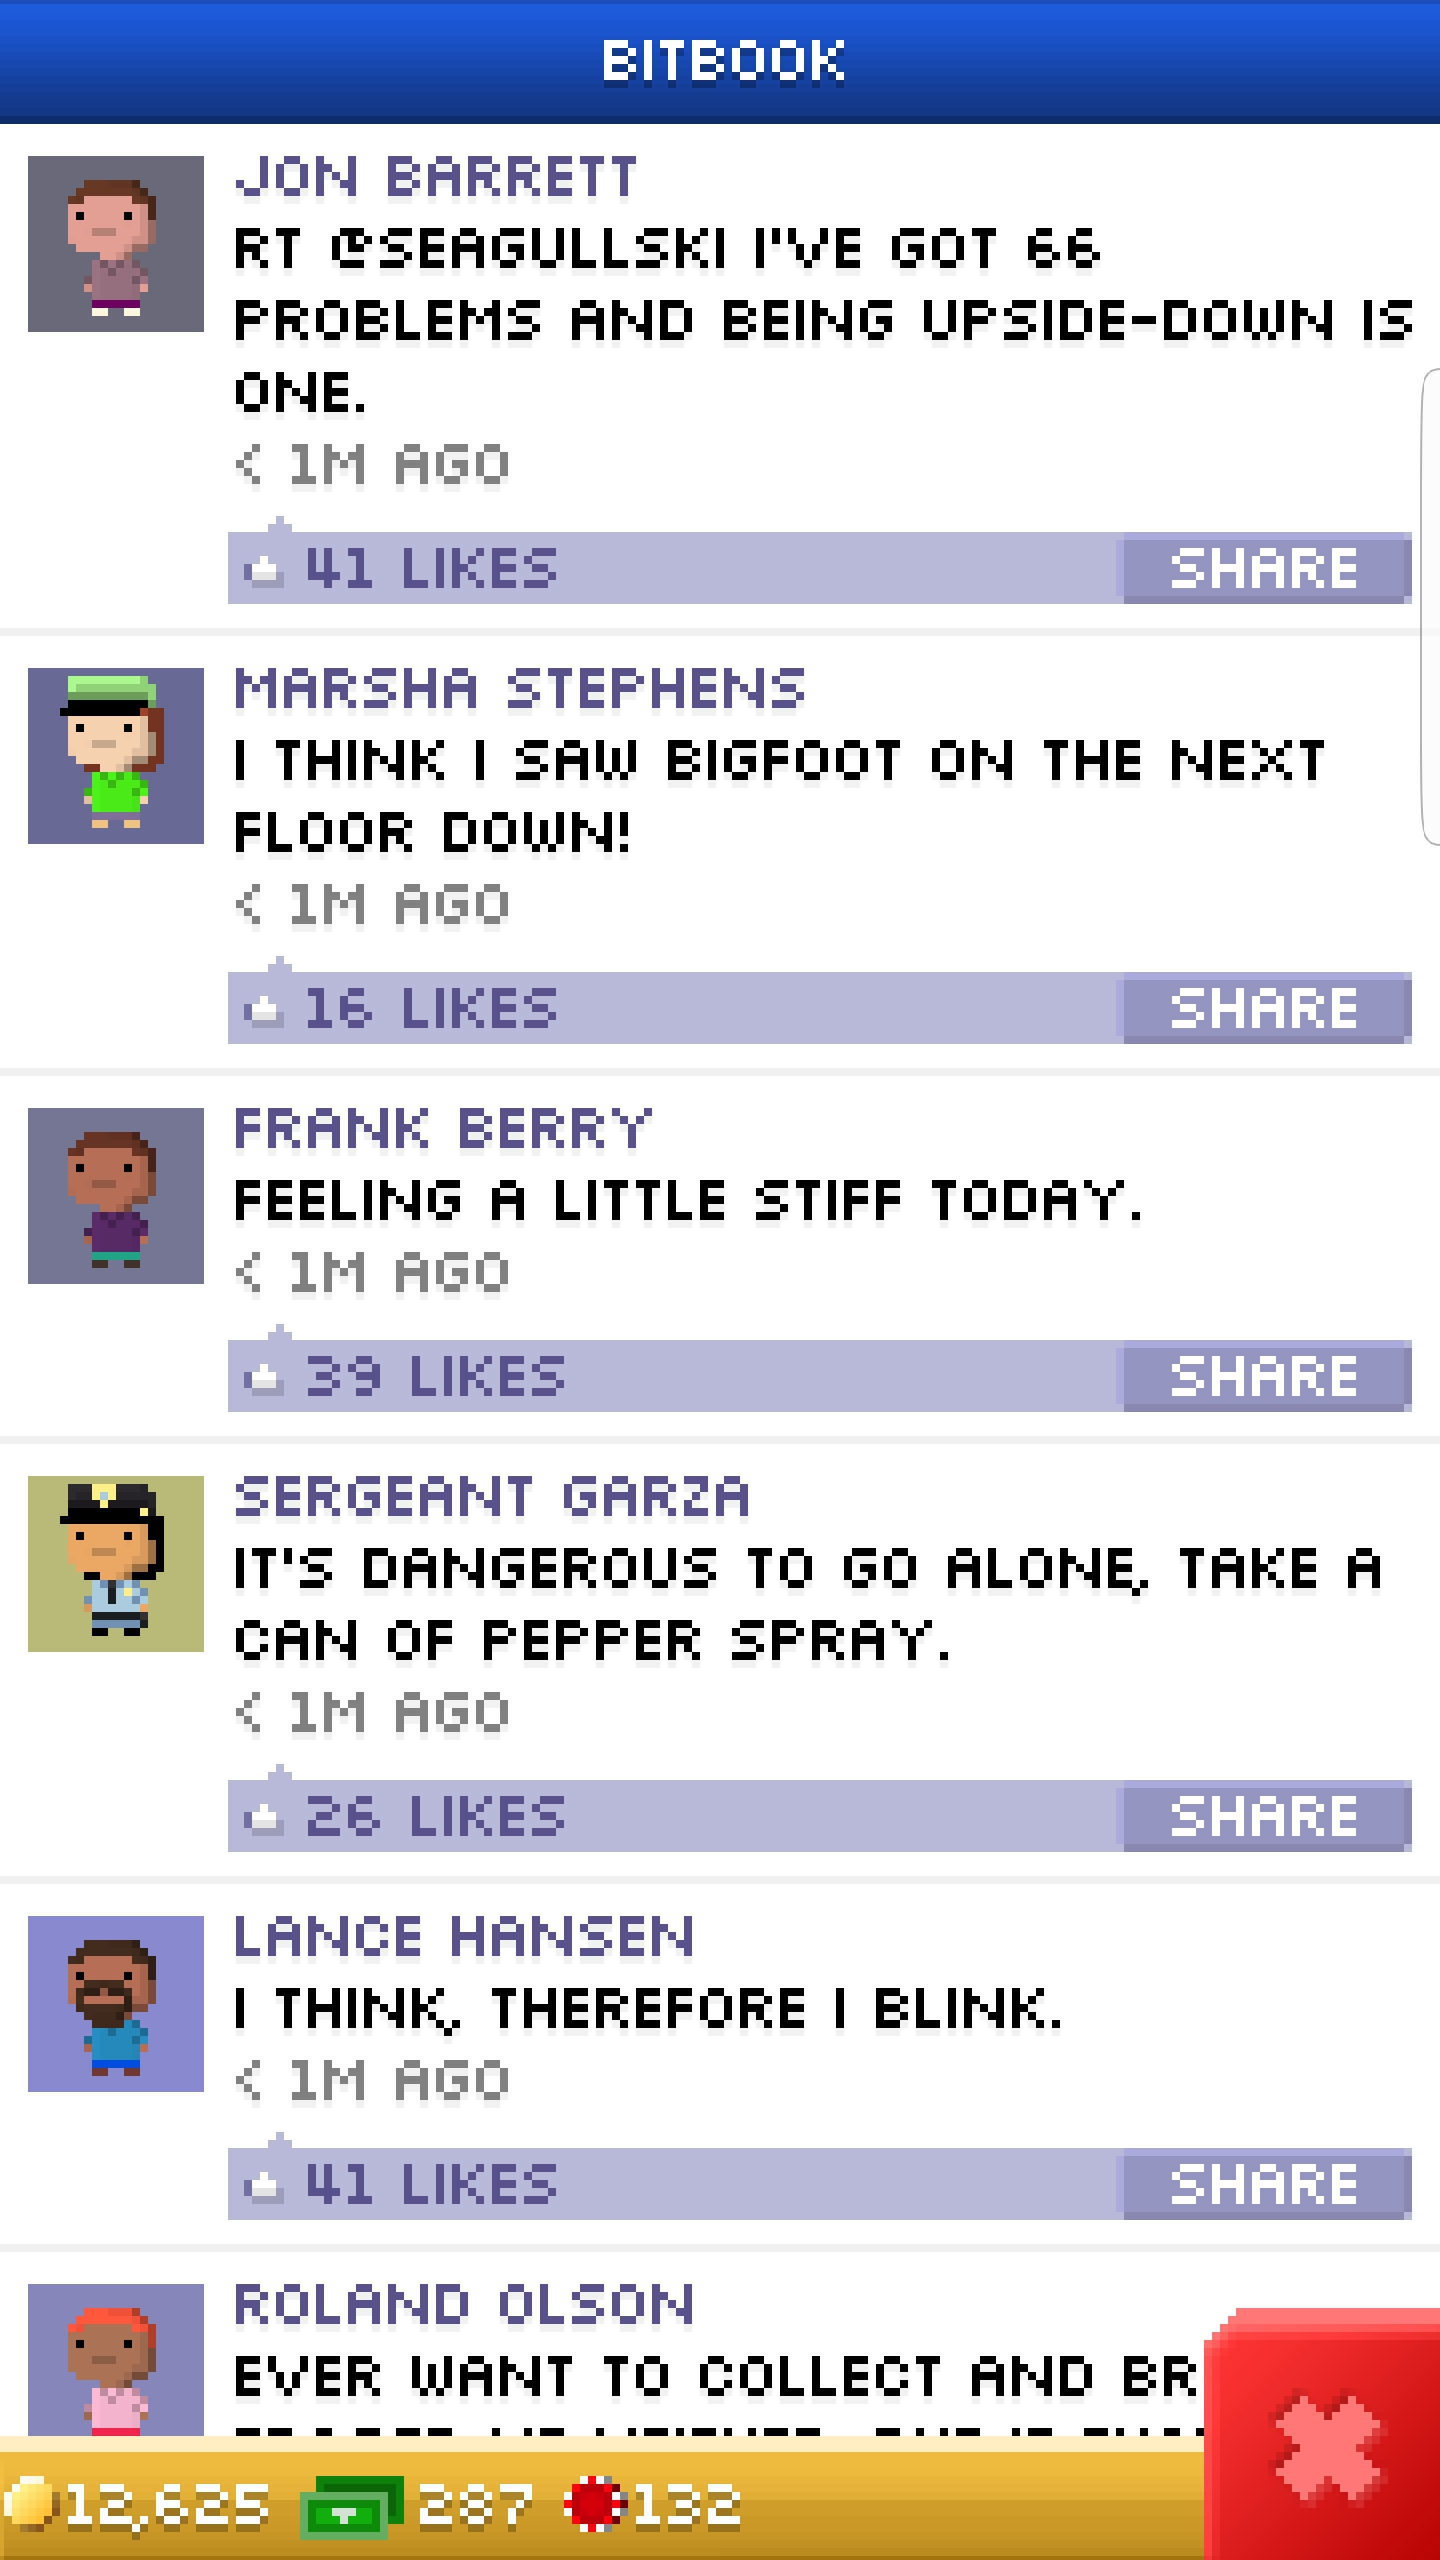 BITBOOK
JON BARRETT
RT @SEAGULLSKI I'VE GOT 66
PROBLEMS AND BEING UPSIDE-DOWN IS
ONE.
< 1M AGO
41 LIKES SHARE
MARSHA STEPHENS
I THINK I SAW BIGFOOT ON THE NEXT
FLOOR DOWN!
< 1M AGO
16 LIKES SHARE
FRANK BERRY
FEELING A LITTLE STIFF TODAY.
< 1M AGO
39 LIKES SHARE
SERGEANT GARZA
IT'S DANGEROUS TO GO ALONE, TAKE A
CAN OF PEPPER SPRAY.
< 1M AGO
26 LIKES SHARE
LANCE HANSEN
I THINK, THEREFORE I BLINK.
< 1M AGO
41 LIKES SHARE
ROLAND OLSON
EVER WANT TO COLLECT AND BR
12,625 287 132